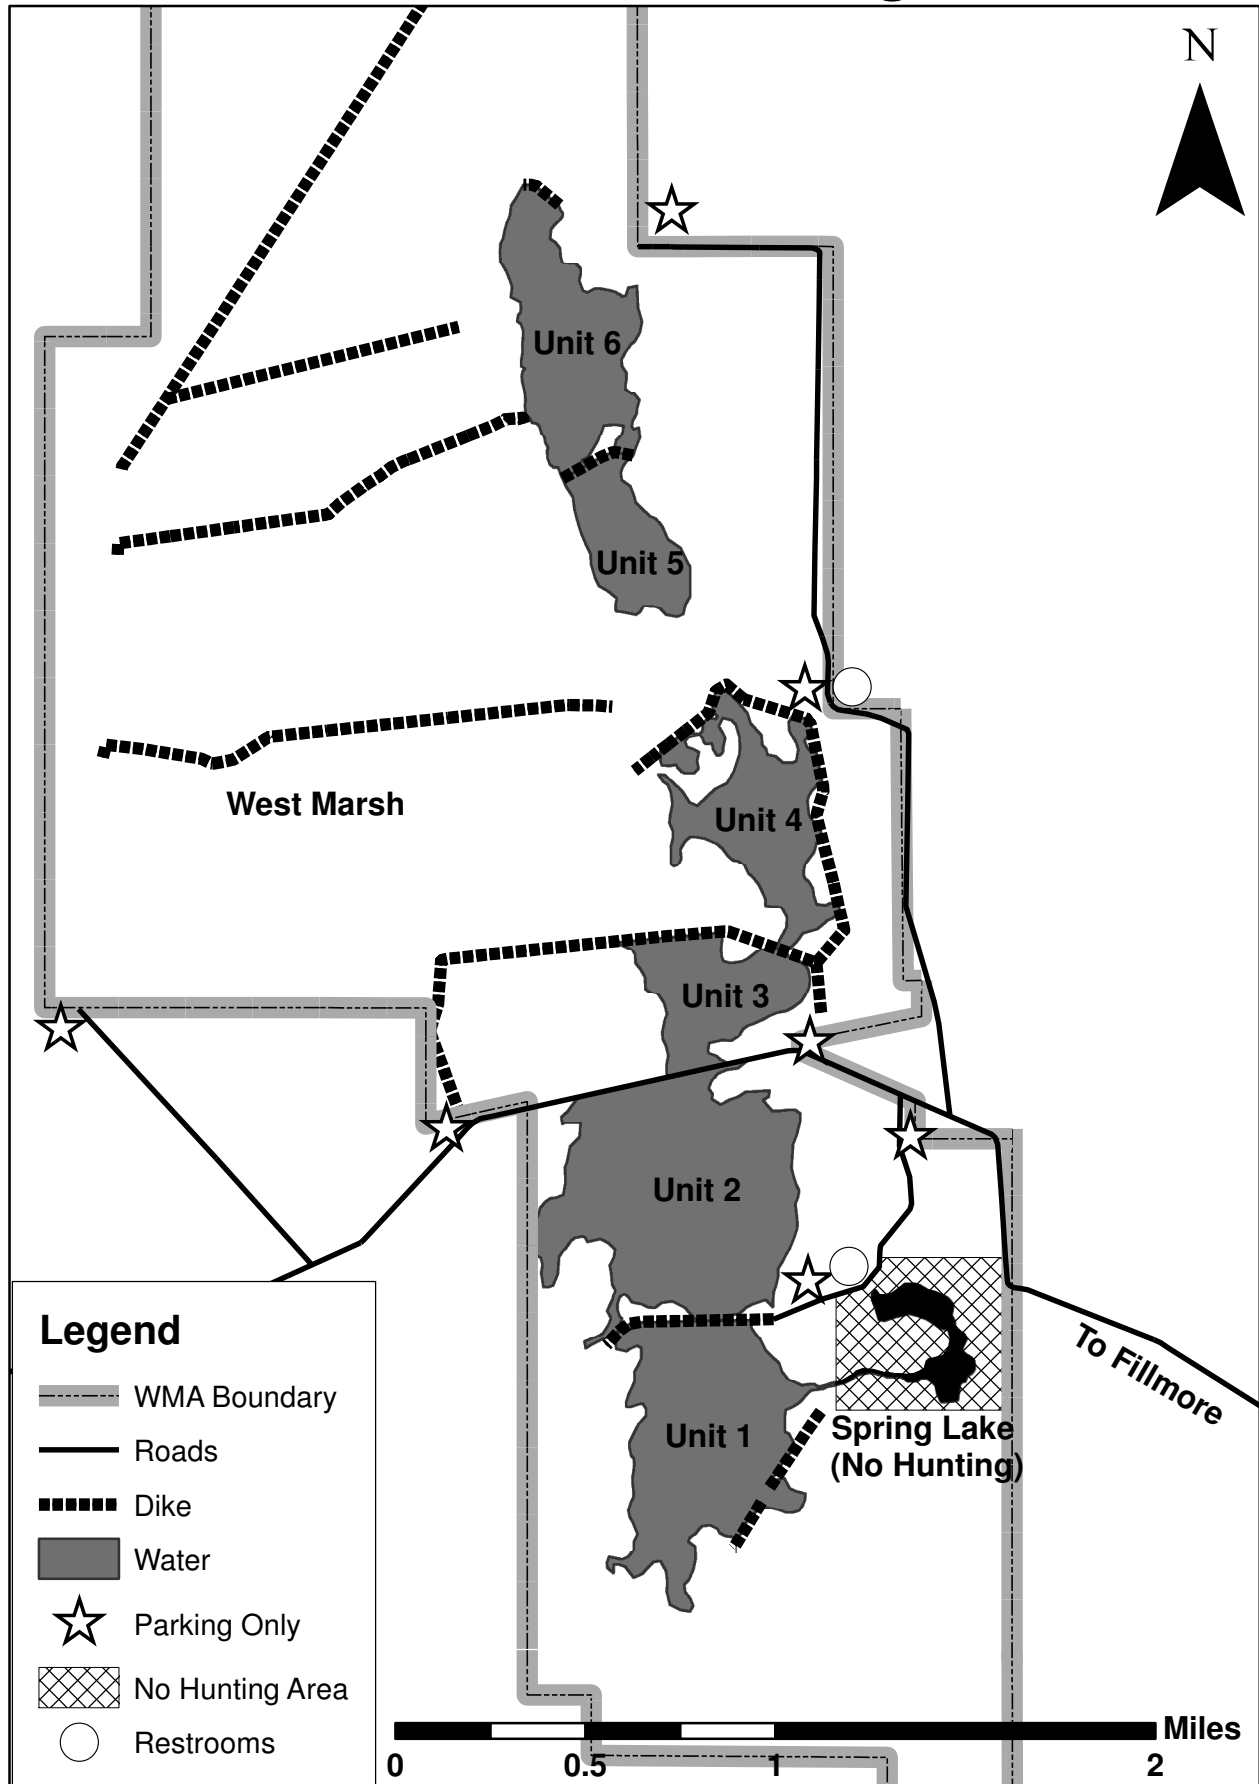 N
Unit 6
Unit 5
West Marsh
Unit 4
Unit 3
Unit 2
To Fillmore
Unit 1
Spring Lake
(No Hunting)
Legend
WMA Boundary
Roads
Dike
Water
Parking Only
No Hunting Area
Restrooms
Miles
0 0.5 1 2